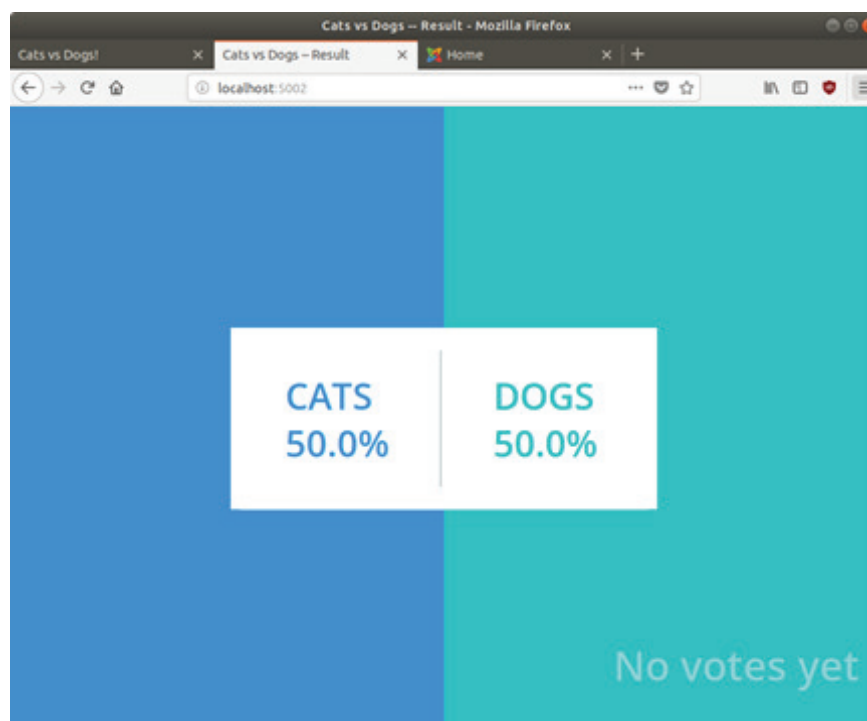 Cats vs Dogs -- Result - Mozilla Firefox
Cats vs Dogs!
Cats vs Dogs -- Result
Home
localhost:5002
CATS
DOGS
50.0%
50.0%
No votes yet